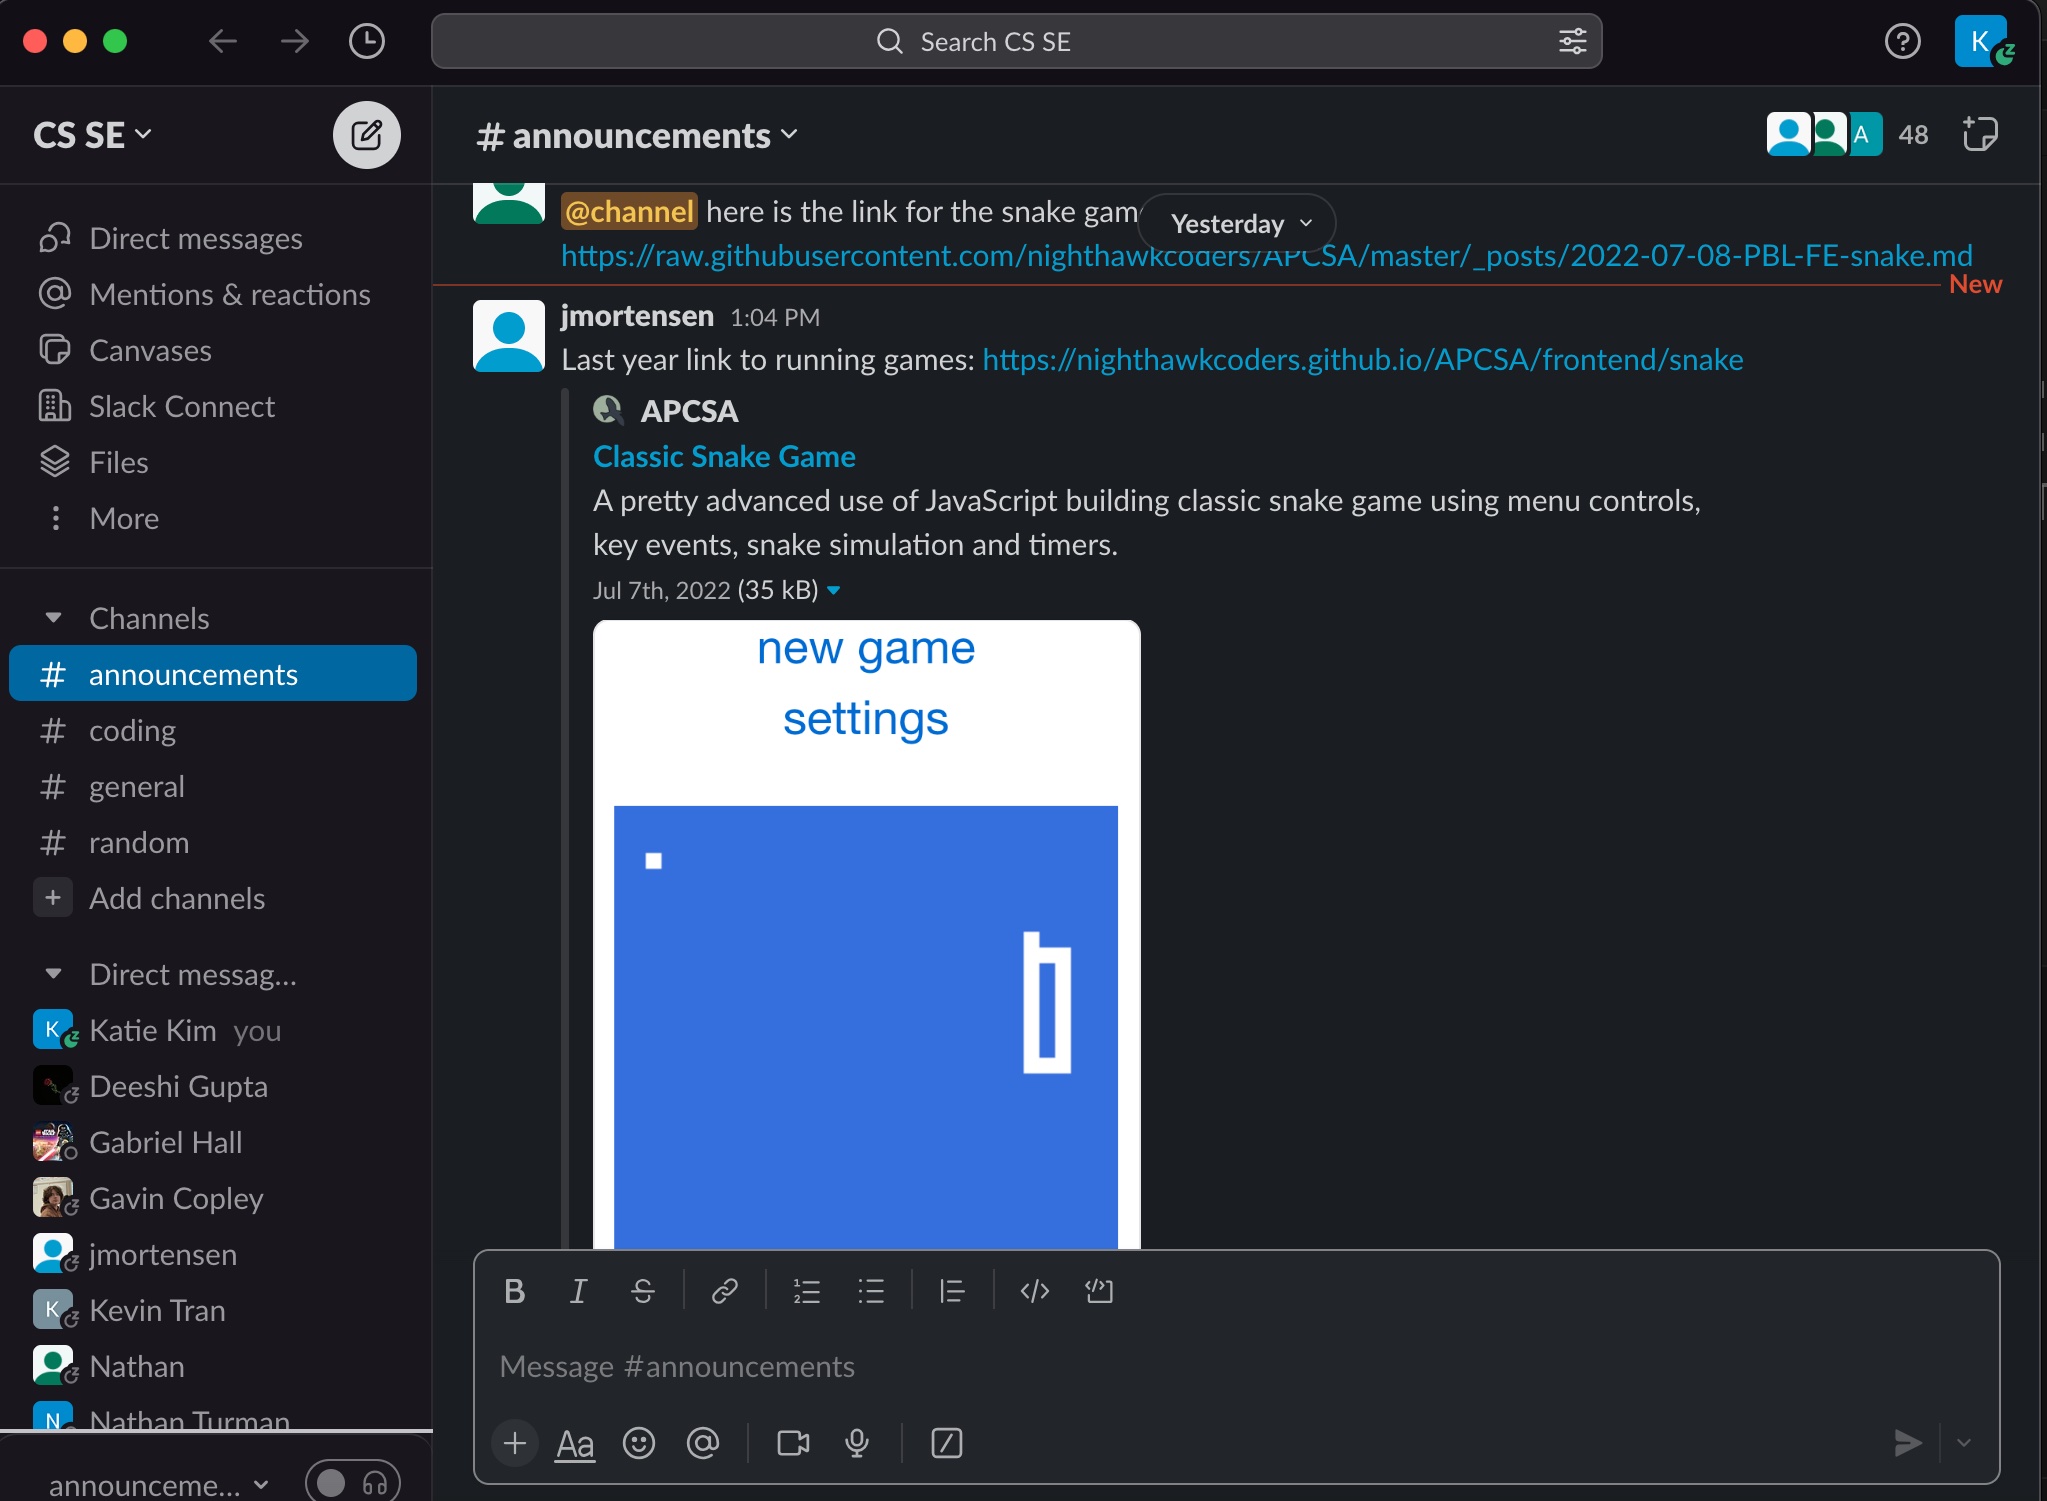 Search CS SE
K
CS SE
# announcements
A 48
Direct messages
Mentions & reactions
Canvases
Slack Connect
Files
More
Channels
# announcements
# coding
# general
# random
+ Add channels
Direct messag...
K Katie Kim you
Deeshi Gupta
Gabriel Hall
Gavin Copley
jmortensen
K Kevin Tran
Nathan
N Nathan Turman
announceme...
@channel here is the link for the snake gam
Yesterday
https://raw.githubusercontent.com/nighthawkcoders/APCSA/master/_posts/2022-07-08-PBL-FE-snake.md
New
jmortensen 1:04 PM
Last year link to running games: https://nighthawkcoders.github.io/APCSA/frontend/snake
APCSA
Classic Snake Game
A pretty advanced use of JavaScript building classic snake game using menu controls,
key events, snake simulation and timers.
Jul 7th, 2022 (35 kB)
new game
settings
B I S
Message #announcements
+ Aa @